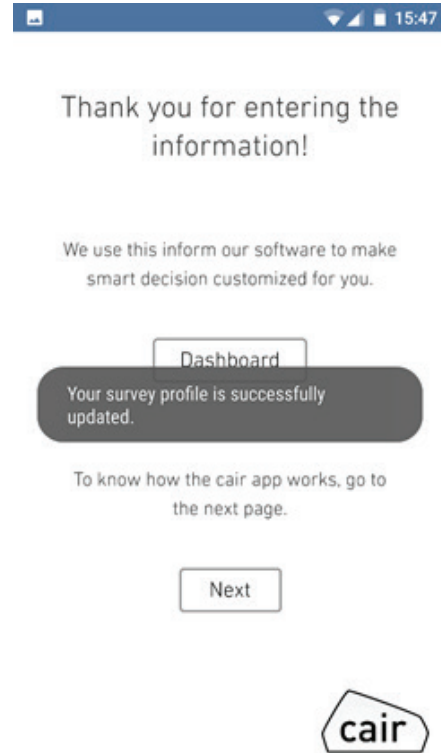 15:47
Thank you for entering the
information!
We use this inform our software to make
smart decision customized for you.
Dashboard
Your survey profile is successfully
updated.
To know how the cair app works, go to
the next page.
Next
cair